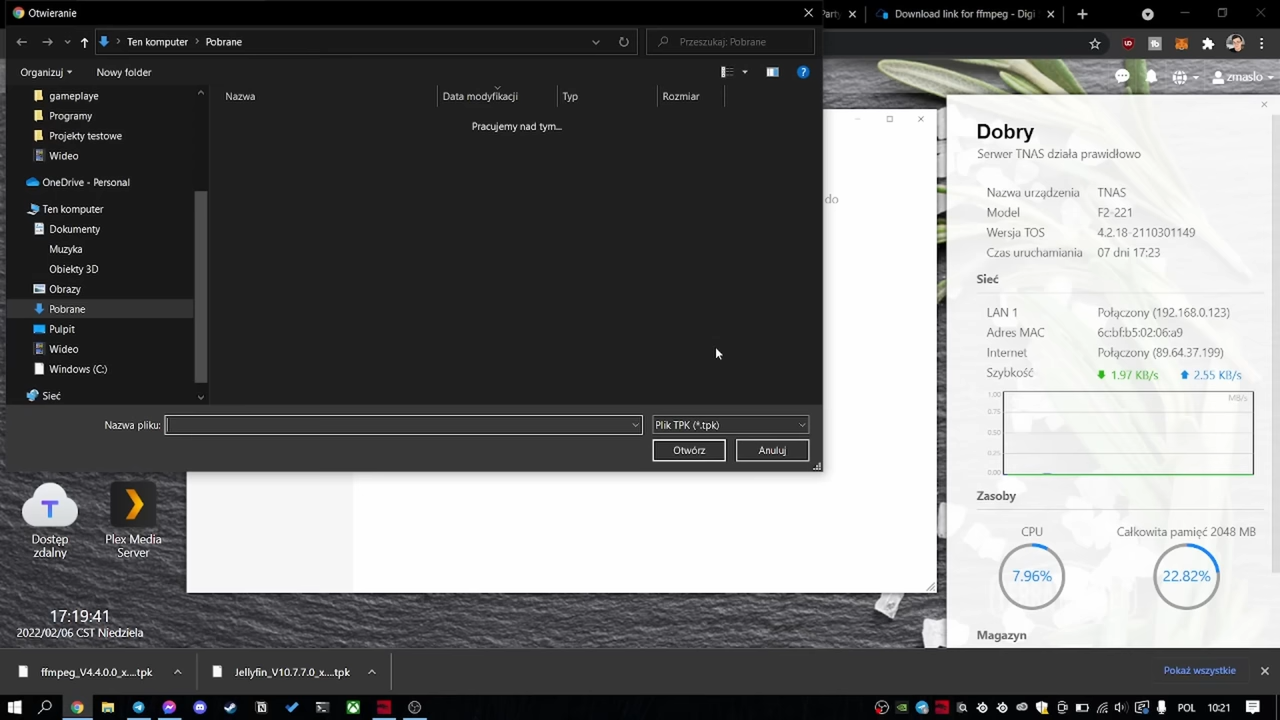 Otwieranie
Party
Download link for ffmpeg - Digi
Ten komputer
Pobrane
Przeszukaj: Pobrane
Organizuj
Nowy folder
zmaslo
gameplaye
Programy
Projekty testowe
Wideo
OneDrive - Personal
Ten komputer
Dokumenty
Muzyka
Obiekty 3D
Obrazy
Pobrane
Pulpit
Wideo
Windows (C:)
Sieć
Nazwa
Data modyfikacji
Typ
Rozmiar
Pracujemy nad tym...
Nazwa pliku:
Plik TPK (*.tpk)
Otwórz
Anuluj
do
Dobry
Serwer TNAS działa prawidłowo
Nazwa urządzenia TNAS
Model F2-221
Wersja TOS 4.2.18-2110301149
Czas uruchamiania 07 dni 17:23
Sieć
LAN 1 Połączony (192.168.0.123)
Adres MAC 6c:bf:b5:02:06:a9
Internet Połączony (89.64.37.199)
Szybkość 1.97 KB/s 2.55 KB/s
MB/s
1.00
0.75
0.50
0.25
0.00
Zasoby
CPU Całkowita pamięć 2048 MB
7.96% 22.82%
Magazyn
Dostęp zdalny
Plex Media Server
17:19:41
2022/02/06 CST Niedziela
ffmpeg_V4.4.0.0_x....tpk
Jellyfin_V10.7.7.0_x....tpk
Pokaż wszystkie
POL 10:21